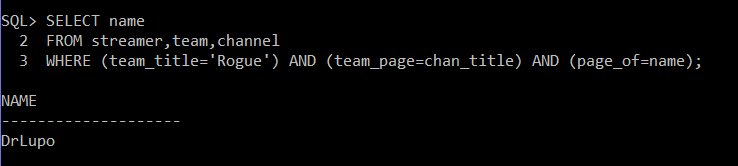 SQL> SELECT name
  2  FROM streamer,team,channel
  3  WHERE (team_title='Rogue') AND (team_page=chan_title) AND (page_of=name);
NAME
--------------------
DrLupo